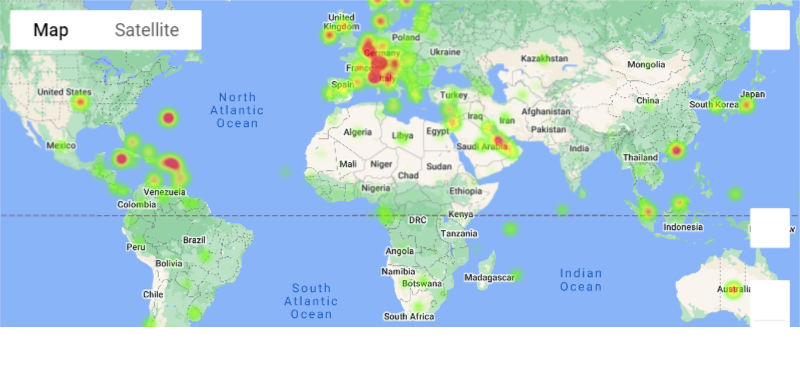 Map
Satellite
United
Kingdom
Poland
Germany
Ukraine
France
Italy
Spain
Kazakhstan
Mongolia
United States
North
Atlantic
Ocean
Turkey
China
South Korea
Japan
Mexico
Algeria
Libya
Egypt
Iraq
Iran
Afghanistan
Pakistan
Saudi Arabia
India
Mali
Niger
Chad
Sudan
Thailand
Venezuela
Colombia
Nigeria
Ethiopia
DRC
Kenya
Indonesia
Tanzania
Peru
Brazil
Bolivia
Angola
Namibia
Botswana
Madagascar
Indian
Ocean
Chile
South
Atlantic
Ocean
South Africa
Australia